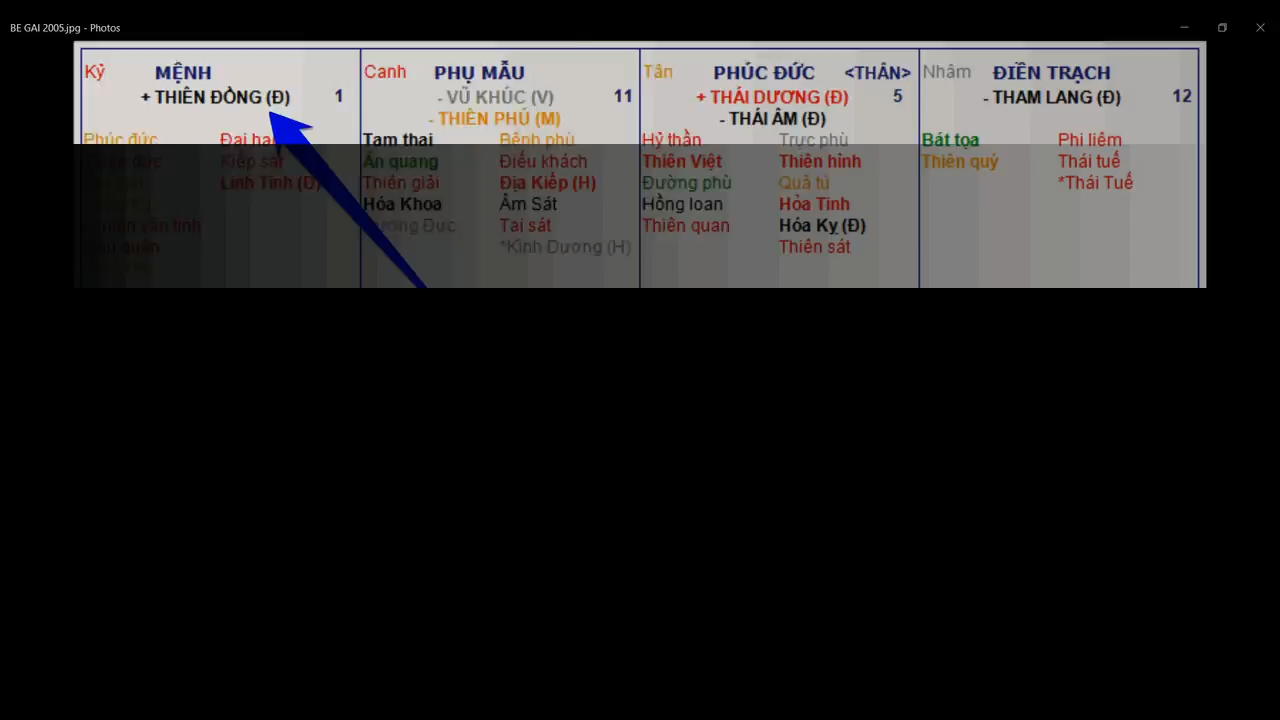 BE GAI 2005.jpg - Photos
Kỷ MỆNH
+ THIÊN ĐỒNG (Đ) 1
Phúc đức Đại hao
Kiếp sát
Linh Tinh (Đ)
Canh PHỤ MẪU
- VŨ KHÚC (V) 11
- THIÊN PHỦ (M)
Tam thai Bệnh phù
Ân quang Điếu khách
Thiên giải Địa Kiếp (H)
Hóa Khoa Âm Sát
Đức Tai sát
*Kình Dương (H)
Tân PHÚC ĐỨC <THÂN>
+ THÁI DƯƠNG (Đ) 5
- THÁI ÂM (Đ)
Hỷ thần Trực phù
Thiên Việt Thiên hình
Đường phù Quả tú
Hồng loan Hỏa Tinh
Thiên quan Hóa Kỵ (Đ)
Thiên sát
Nhâm ĐIỀN TRẠCH
- THAM LANG (Đ) 12
Bát tọa Phi liêm
Thiên quý Thái tuế
*Thái Tuế